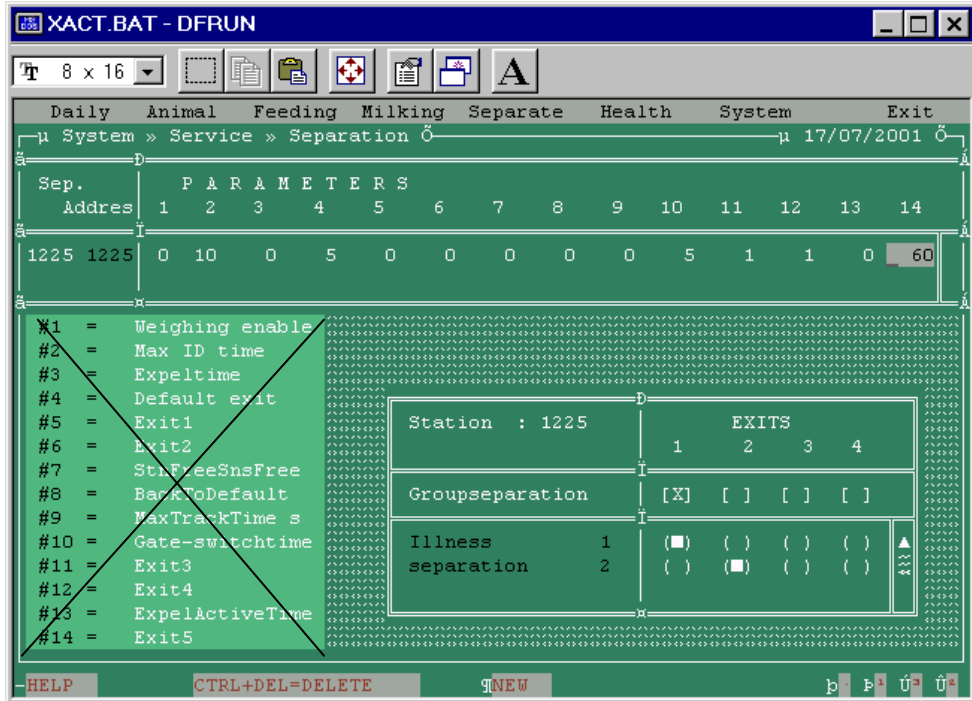 XACT.BAT - DFRUN
8 x 16
A
Daily Animal Feeding Milking Separate Health System Exit
µ System » Service » Separation Õ µ 17/07/2001 Õ
Sep. P A R A M E T E R S
Addres 1 2 3 4 5 6 7 8 9 10 11 12 13 14
1225 1225 0 10 0 5 0 0 0 0 0 5 1 1 0 _ 60
#1 = Weighing enable
#2 = Max ID time
#3 = Expeltime
#4 = Default exit
#5 = Exit1
#6 = Exit2
#7 = StnFreeSnsFree
#8 = BackToDefault
#9 = MaxTrackTime s
#10 = Gate-switchtime
#11 = Exit3
#12 = Exit4
#13 = ExpelActiveTime
#14 = Exit5
Station : 1225 EXITS
1 2 3 4
Groupseparation [X] [ ] [ ] [ ]
Illness 1 (■) ( ) ( ) ( )
separation 2 ( ) (■) ( ) ( )
-HELP CTRL+DEL=DELETE ¶NEW þ· Þ¹ Ú³ Û²